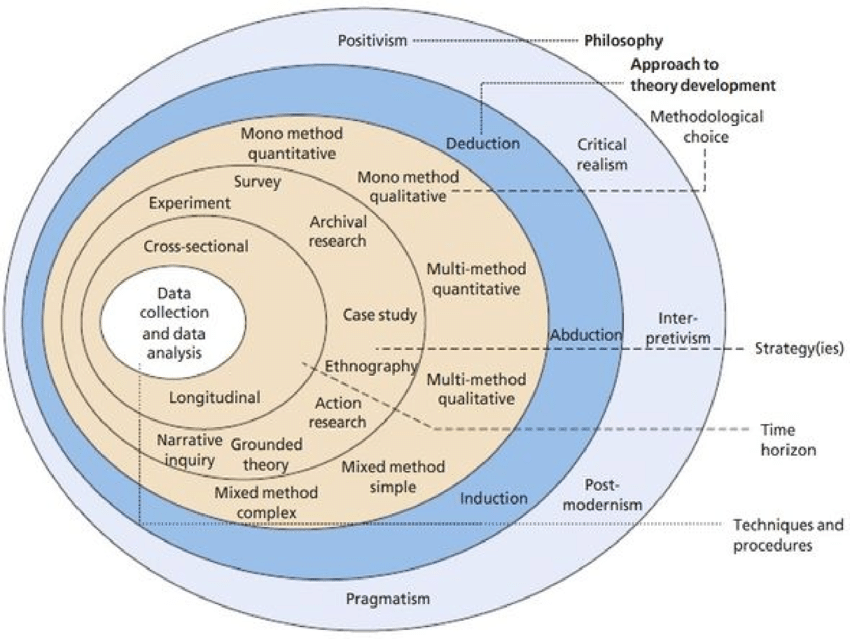 Positivism
Philosophy
Approach to
theory development
Methodological
choice
Mono method
quantitative
Deduction
Critical
realism
Mono method
qualitative
Survey
Experiment
Archival
research
Cross-sectional
Multi-method
quantitative
Data
collection
and data
analysis
Case study
Abduction
Inter-
pretivism
Strategy(ies)
Ethnography
Multi-method
qualitative
Longitudinal
Action
research
Time
horizon
Narrative
inquiry
Grounded
theory
Mixed method
simple
Mixed method
complex
Induction
Post-
modernism
Techniques and
procedures
Pragmatism